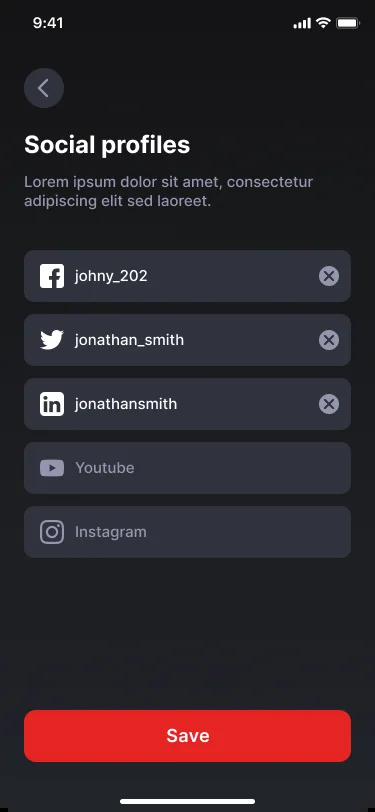 9:41
Social profiles
Lorem ipsum dolor sit amet, consectetur
adipiscing elit sed laoreet.
johny_202
jonathan_smith
in jonathansmith
Youtube
Instagram
Save